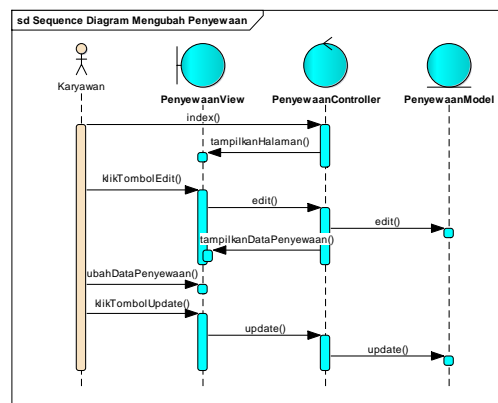 sd Sequence Diagram Mengubah Penyewaan
Karyawan
PenyewaanView
PenyewaanController
PenyewaanModel
index()
tampilkanHalaman()
klikTombolEdit()
edit()
edit()
tampilkanDataPenyewaan()
ubahDataPenyewaan()
klikTombolUpdate()
update()
update()